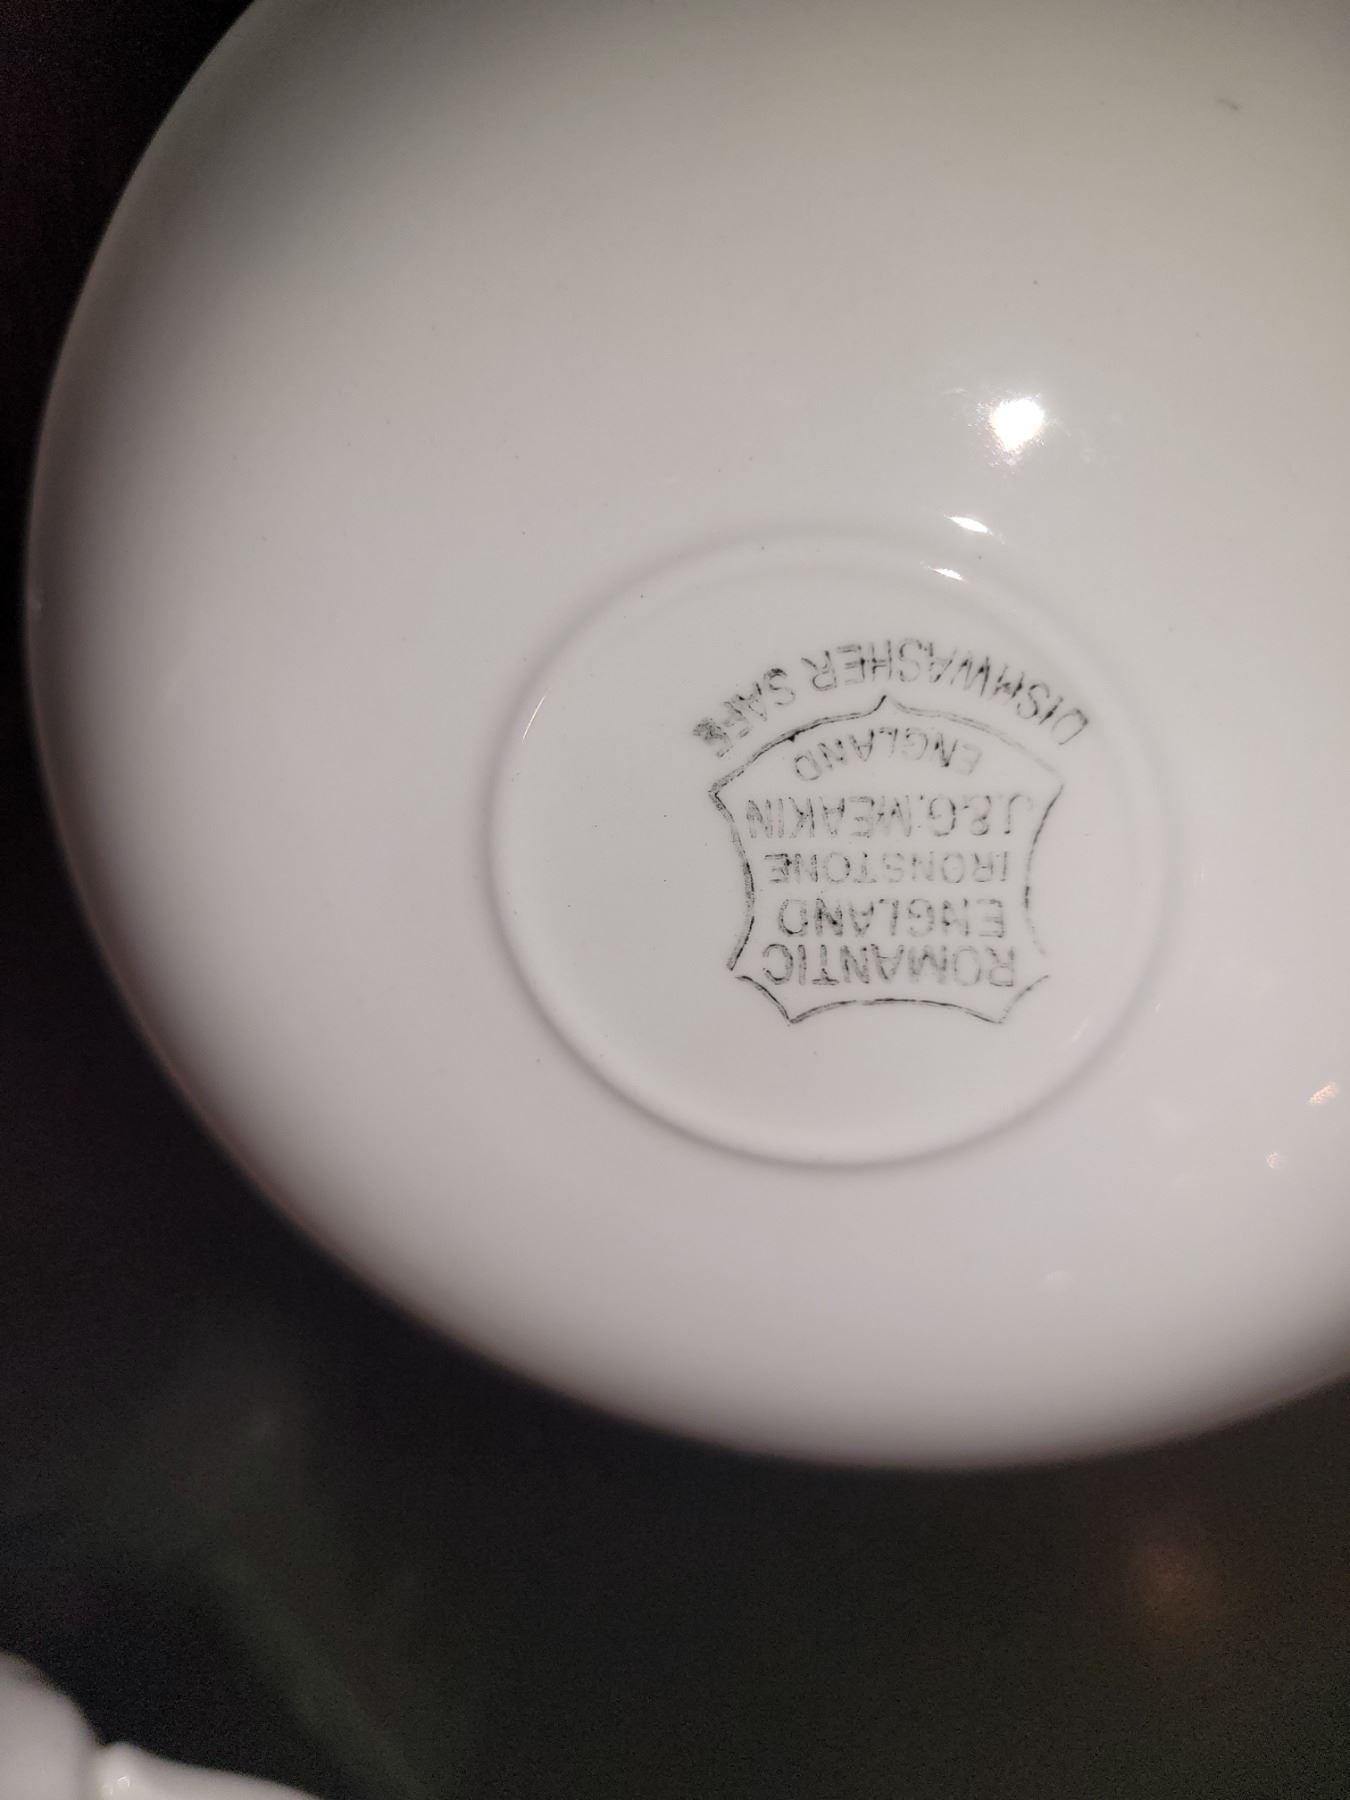 ROMANTIC
ENGLAND
IRONSTONE
J.&G.MEAKIN
ENGLAND
DISHWASHER SAFE